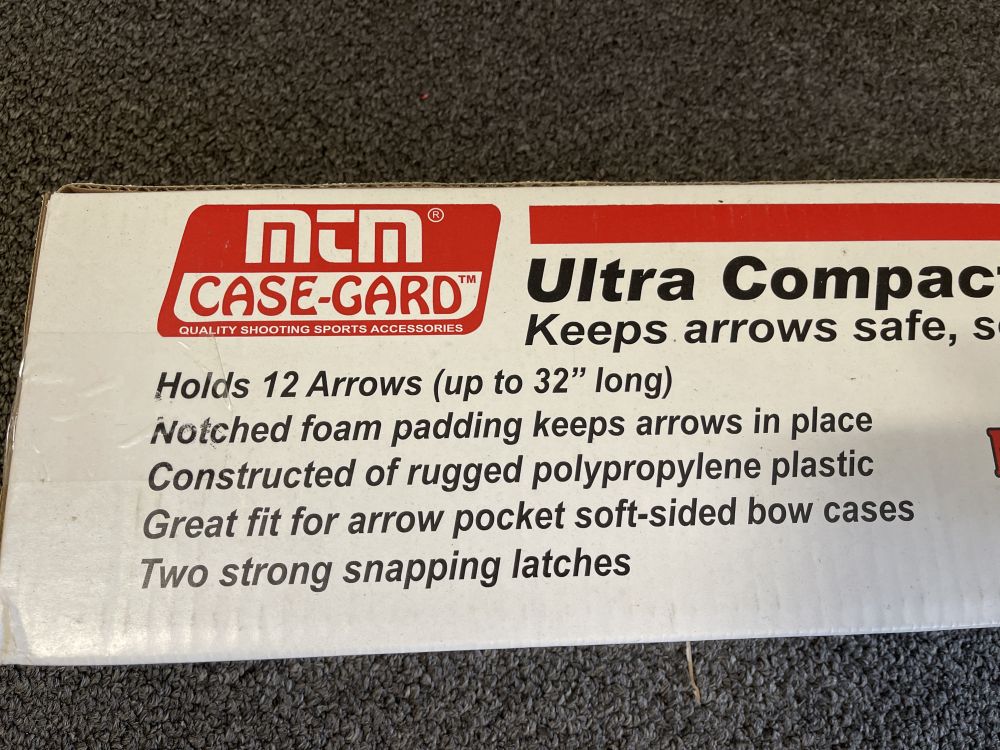 MTM®
CASE-GARD™
QUALITY SHOOTING SPORTS ACCESSORIES
Ultra Compac
Keeps arrows safe, s
Holds 12 Arrows (up to 32” long)
Notched foam padding keeps arrows in place
Constructed of rugged polypropylene plastic
Great fit for arrow pocket soft-sided bow cases
Two strong snapping latches